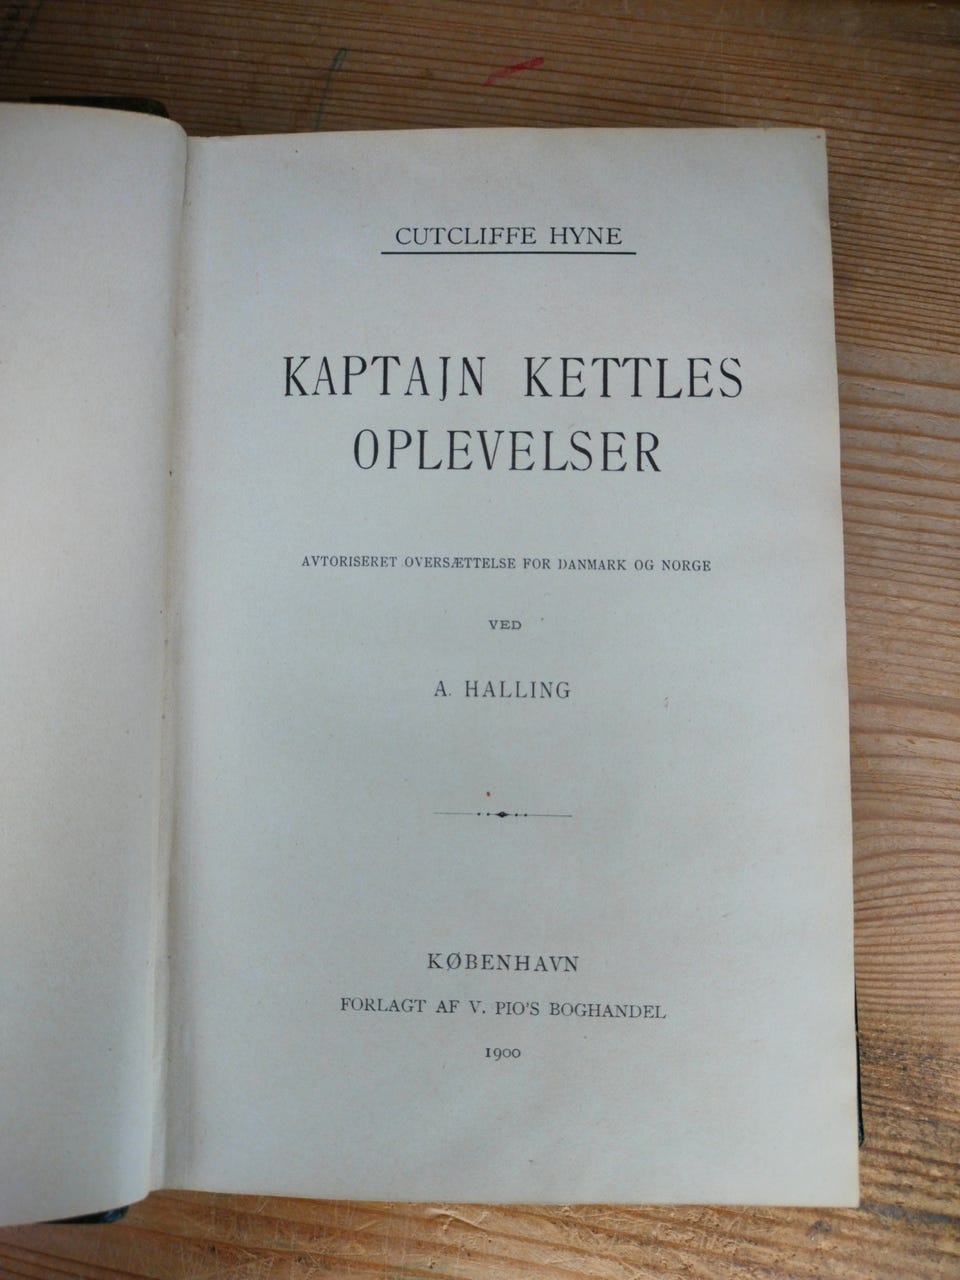 CUTCLIFFE HYNE
KAPTAJN KETTLES
OPLEVELSER
AVTORISERET OVERSÆTTELSE FOR DANMARK OG NORGE
VED
A. HALLING
KØBENHAVN
FORLAGT AF V. PIO'S BOGHANDEL
1900